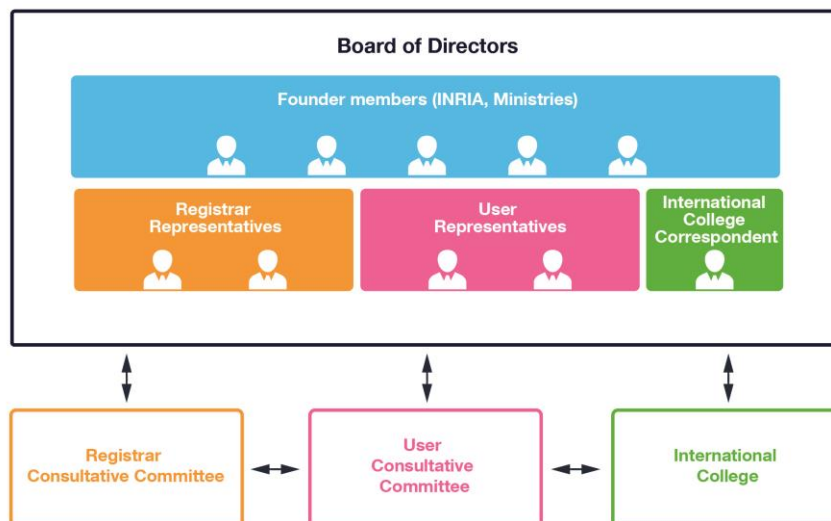 Board of Directors
Founder members (INRIA, Ministries)
Registrar
Representatives
User
Representatives
International
College
Correspondent
Registrar
Consultative Committee
User
Consultative
Committee
International
College